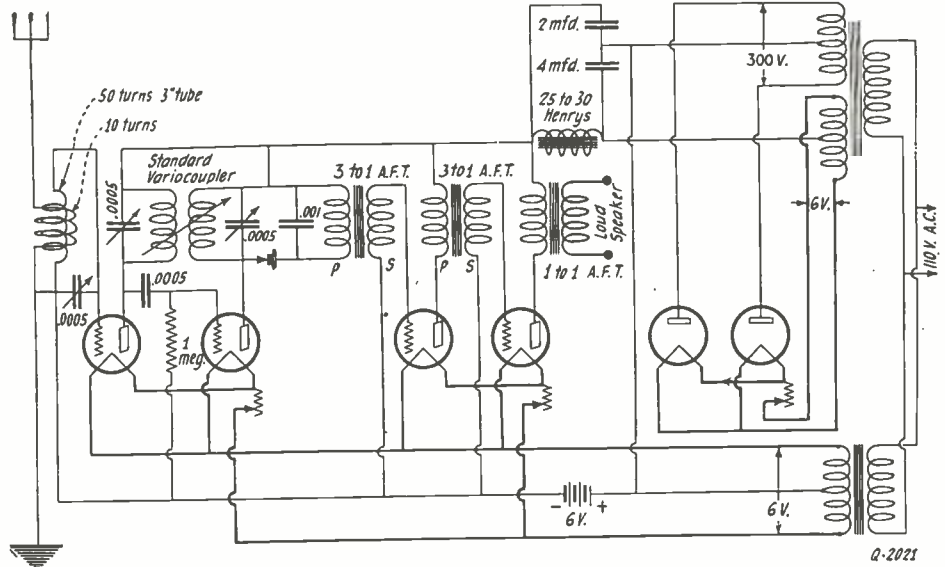 2 mfd.
4 mfd.
25 to 30
Henrys
300 V.
50 turns 3" tube
10 turns
Standard
Variocoupler
.0005
.0005
.001
3 to 1 A.F.T.
3 to 1 A.F.T.
P
S
P
S
Loud
Speaker
1 to 1 A.F.T.
6 V.
110 V. A.C.
.0005
.0005
1
meg.
- +
6 V.
6 V.
Q-2021